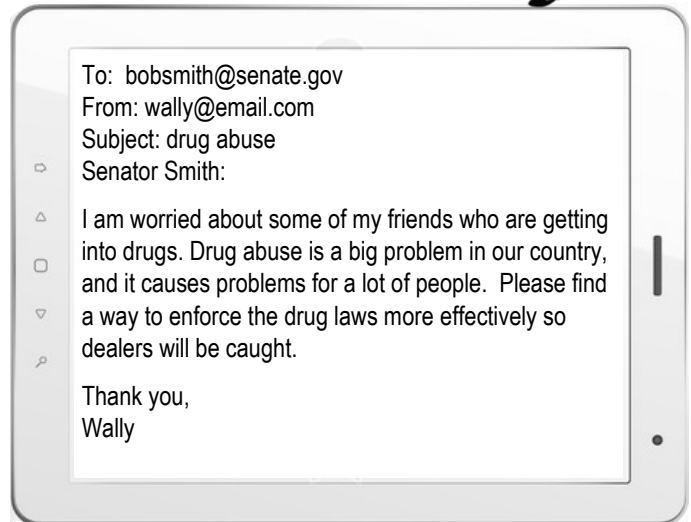 To: bobsmith@senate.gov
From: wally@email.com
Subject: drug abuse
Senator Smith:
I am worried about some of my friends who are getting
into drugs. Drug abuse is a big problem in our country,
and it causes problems for a lot of people. Please find
a way to enforce the drug laws more effectively so
dealers will be caught.
Thank you,
Wally